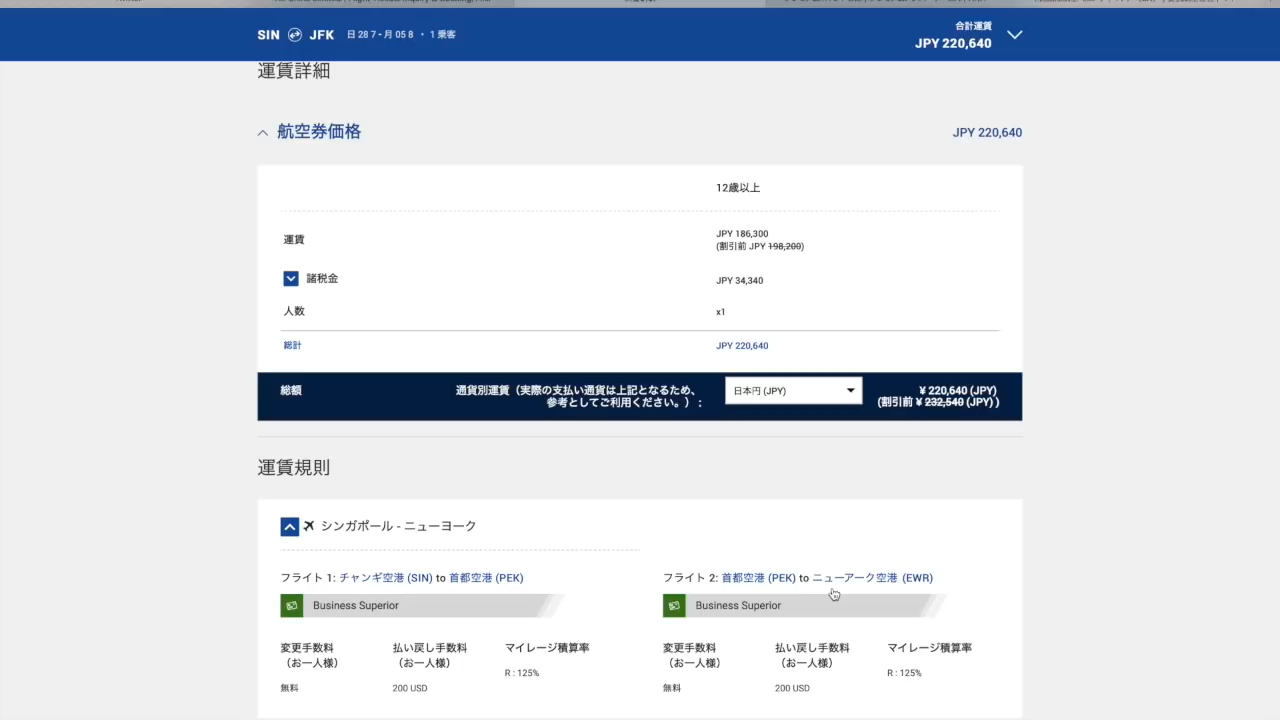 SIN JFK 日 28 7 - 月 05 8 ・ 1 乗客
合計運賃
JPY 220,640
運賃詳細
航空券価格 JPY 220,640
12歳以上
運賃 JPY 186,300
(割引前 JPY 198,200)
諸税金 JPY 34,340
人数 x1
総計 JPY 220,640
総額 通貨別運賃（実際の支払い通貨は上記となるため、
参考としてご利用ください。）：
日本円 (JPY)
¥ 220,640 (JPY)
(割引前 ¥ 232,540 (JPY) )
運賃規則
シンガポール - ニューヨーク
フライト 1: チャンギ空港 (SIN) to 首都空港 (PEK)
Business Superior
変更手数料
（お一人様）
無料
払い戻し手数料
（お一人様）
200 USD
マイレージ積算率
R : 125%
フライト 2: 首都空港 (PEK) to ニューアーク空港 (EWR)
Business Superior
変更手数料
（お一人様）
無料
払い戻し手数料
（お一人様）
200 USD
マイレージ積算率
R : 125%